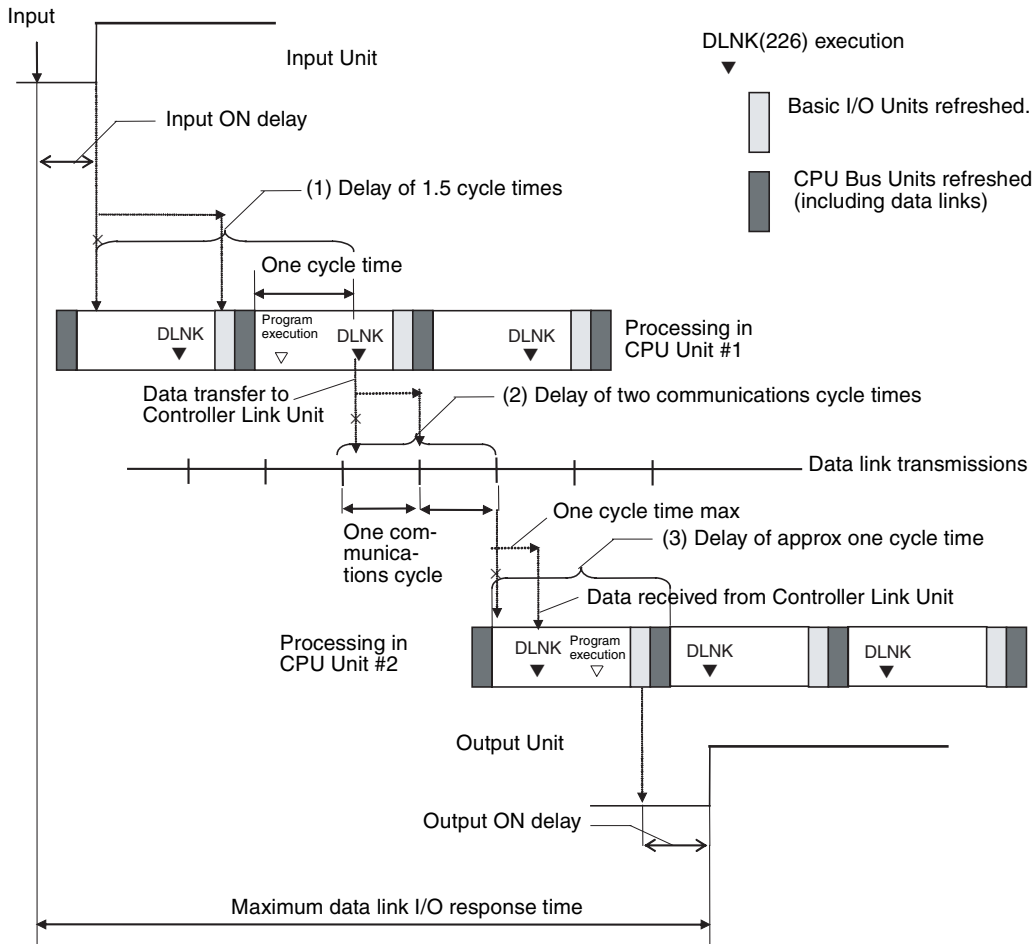 Input
Input Unit
DLNK(226) execution
Basic I/O Units refreshed.
CPU Bus Units refreshed
(including data links)
Input ON delay
(1) Delay of 1.5 cycle times
One cycle time
DLNK
Program
execution
DLNK
DLNK
Processing in
CPU Unit #1
Data transfer to
Controller Link Unit
(2) Delay of two communications cycle times
Data link transmissions
One com-
munica-
tions cycle
One cycle time max
(3) Delay of approx one cycle time
Data received from Controller Link Unit
Processing in
CPU Unit #2
DLNK
Program
execution
DLNK
DLNK
Output Unit
Output ON delay
Maximum data link I/O response time